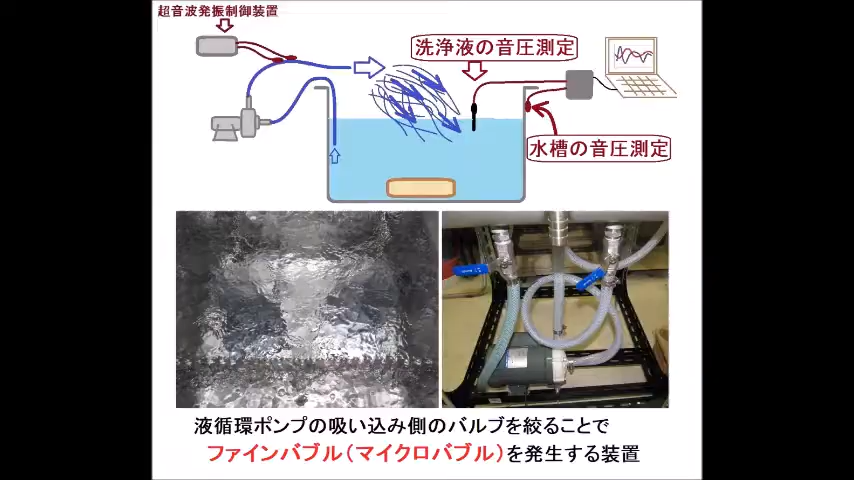 超音波発振制御装置
洗浄液の音圧測定
水槽の音圧測定
液循環ポンプの吸い込み側のバルブを絞ることで
ファインバブル(マイクロバブル)を発生する装置